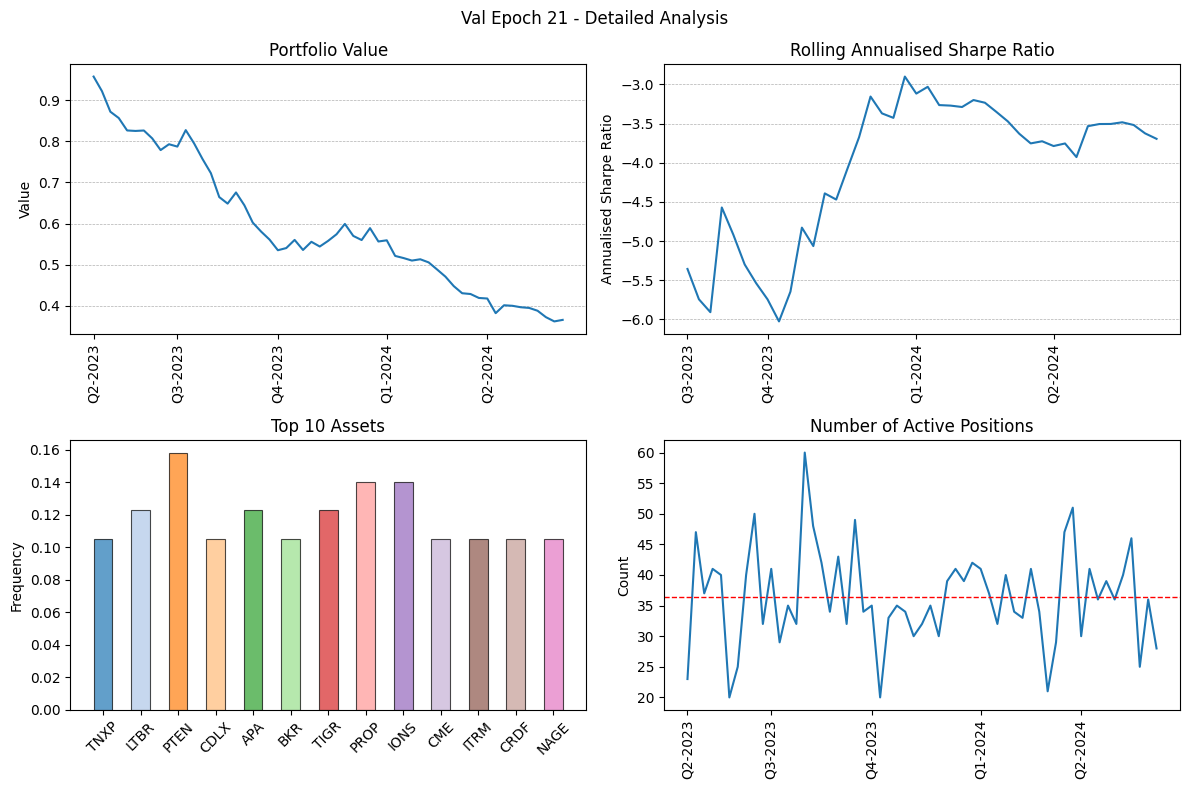 Val Epoch 21 - Detailed Analysis
Portfolio Value
Value
0.9
0.8
0.7
0.6
0.5
0.4
Q2-2023
Q3-2023
Q4-2023
Q1-2024
Q2-2024
Rolling Annualised Sharpe Ratio
Annualised Sharpe Ratio
−3.0
−3.5
−4.0
−4.5
−5.0
−5.5
−6.0
Q3-2023
Q4-2023
Q1-2024
Q2-2024
Top 10 Assets
Frequency
0.16
0.14
0.12
0.10
0.08
0.06
0.04
0.02
0.00
TNXP
LTBR
PTEN
CDLX
APA
BKR
TIGR
PROP
IONS
CME
ITRM
CRDF
NAGE
Number of Active Positions
Count
60
55
50
45
40
35
30
25
20
Q2-2023
Q3-2023
Q4-2023
Q1-2024
Q2-2024